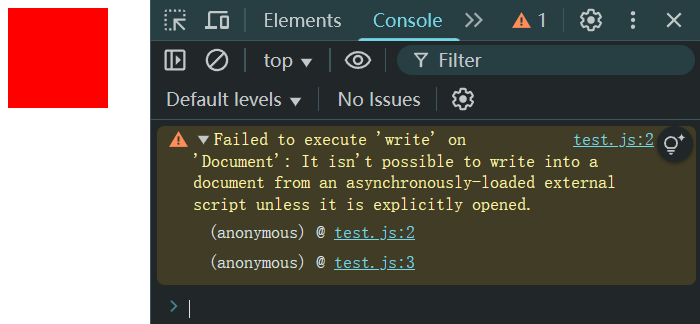 Elements Console 1
top Filter
Default levels No Issues
Failed to execute 'write' on test.js:2
'Document': It isn't possible to write into a
document from an asynchronously-loaded external
script unless it is explicitly opened.
(anonymous) @ test.js:2
(anonymous) @ test.js:3